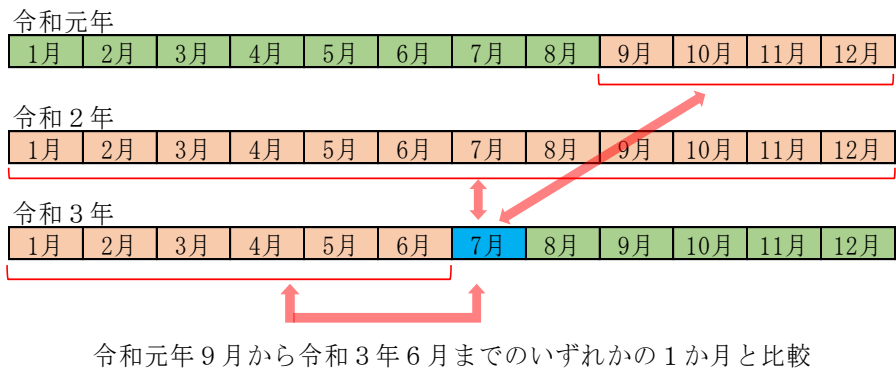 令和元年
1月 2月 3月 4月 5月 6月 7月 8月 9月 10月 11月 12月
令和２年
1月 2月 3月 4月 5月 6月 7月 8月 9月 10月 11月 12月
令和３年
1月 2月 3月 4月 5月 6月 7月 8月 9月 10月 11月 12月
令和元年９月から令和３年６月までのいずれかの１か月と比較